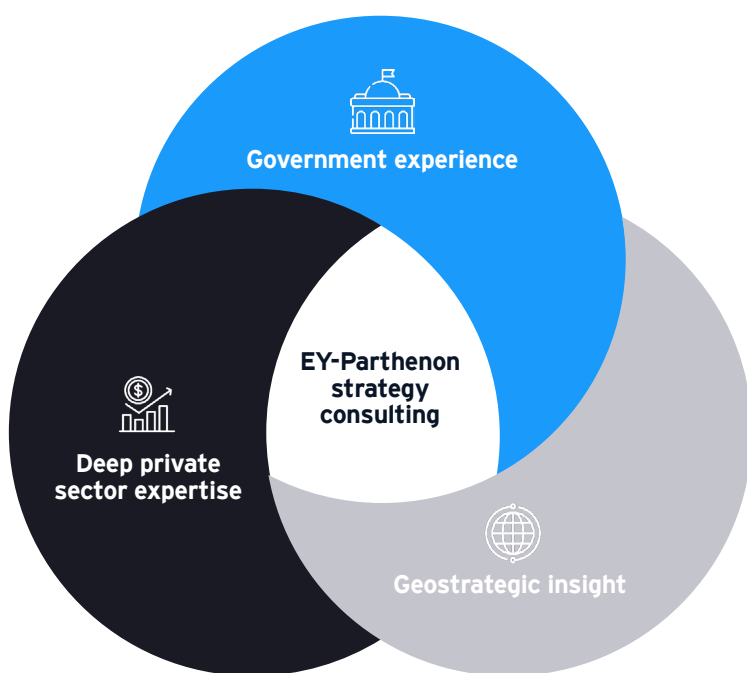 Government experience
EY-Parthenon
strategy
consulting
Deep private
sector expertise
Geostrategic insight